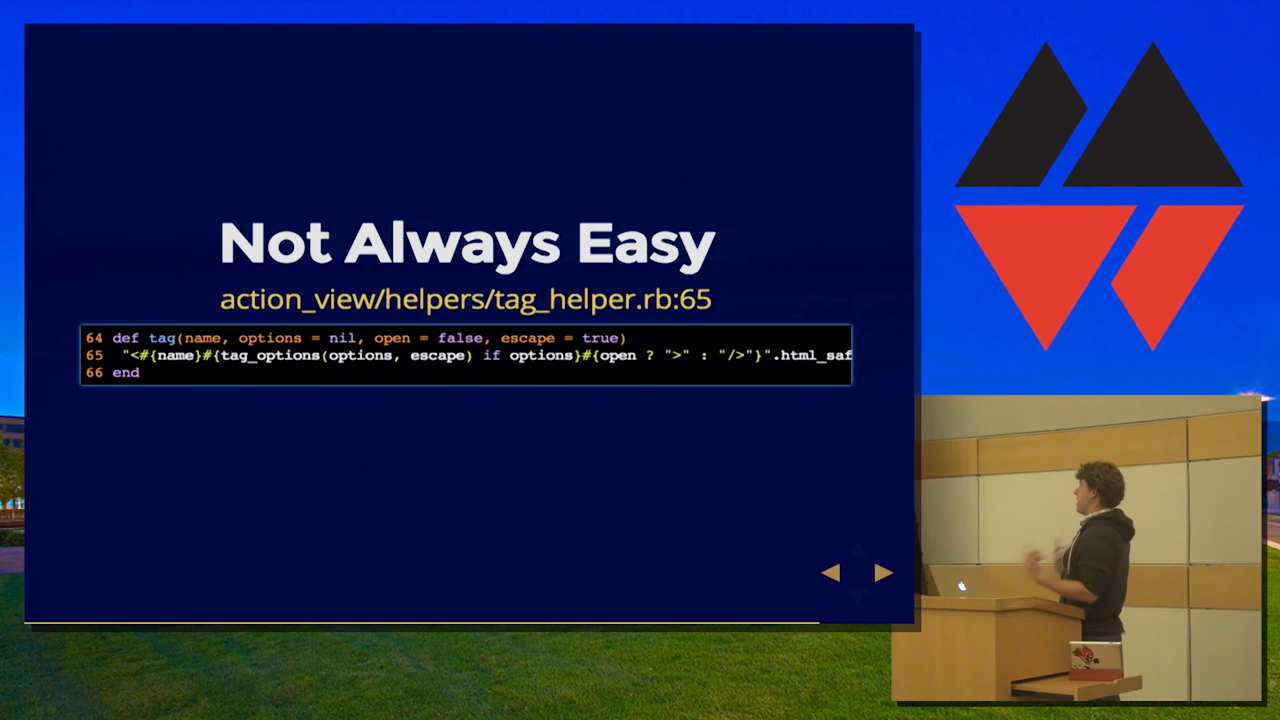 Not Always Easy
action_view/helpers/tag_helper.rb:65
64 def tag(name, options = nil, open = false, escape = true)
65  "<#{name}#{tag_options(options, escape) if options}#{open ? ">" : "/>"}".html_saf
66 end